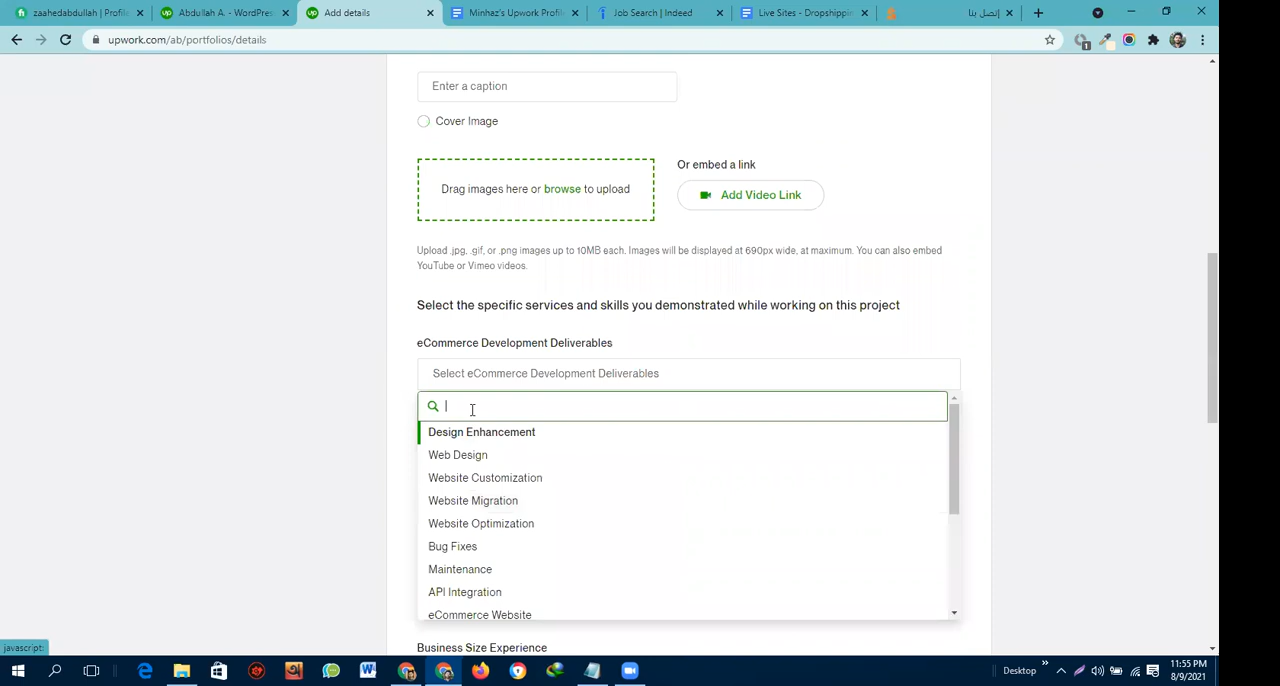 zaahedabdullah | Profile
Abdullah A. - WordPres
Add details
Minhaz's Upwork Profil
Job Search | Indeed
Live Sites - Dropshippin
إتصل بنا
upwork.com/ab/portfolios/details
1
Enter a caption
Cover Image
Or embed a link
Drag images here or browse to upload
Add Video Link
Upload .jpg, .gif, or .png images up to 10MB each. Images will be displayed at 690px wide, at maximum. You can also embed
YouTube or Vimeo videos.
Select the specific services and skills you demonstrated while working on this project
eCommerce Development Deliverables
Select eCommerce Development Deliverables
Design Enhancement
Web Design
Website Customization
Website Migration
Website Optimization
Bug Fixes
Maintenance
API Integration
eCommerce Website
Business Size Experience
javascript:
Desktop
11:55 PM
8/9/2021